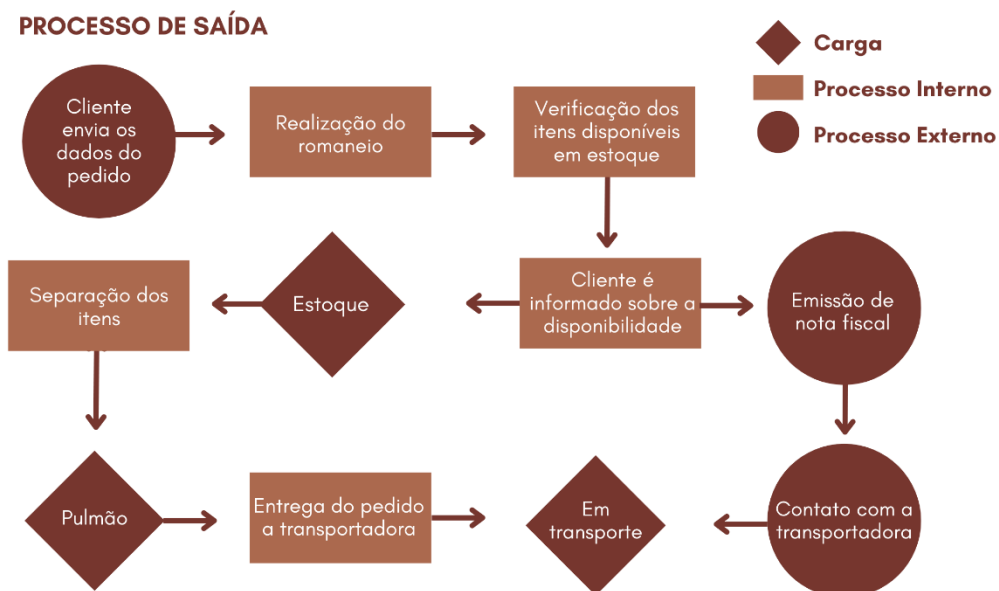 PROCESSO DE SAÍDA
Carga
Processo Interno
Processo Externo
Cliente
envia os
dados do
pedido
Realização do
romaneio
Verificação dos
itens disponíveis
em estoque
Separação dos
itens
Estoque
Cliente é
informado sobre a
disponibilidade
Emissão de
nota fiscal
Pulmão
Entrega do pedido
a transportadora
Em
transporte
Contato com a
transportadora